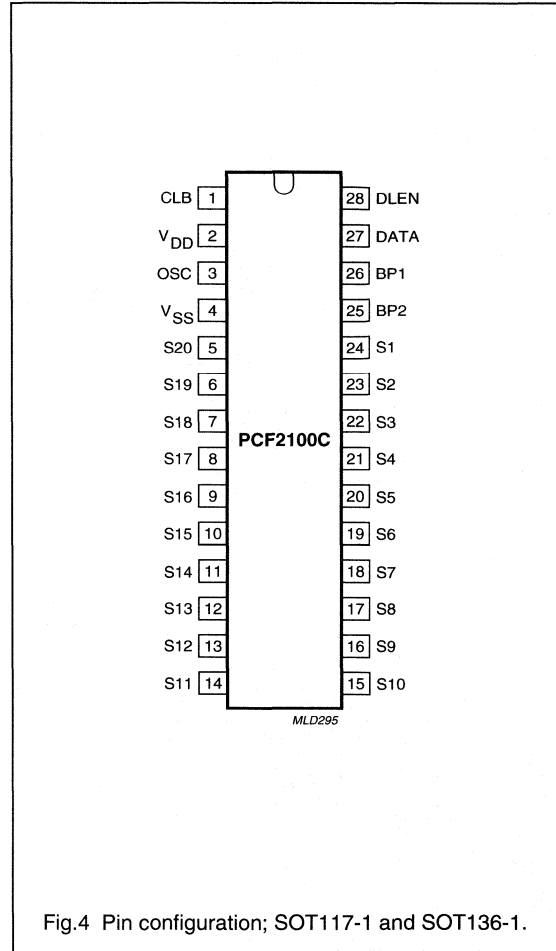 CLB 1 28 DLEN
VDD 2 27 DATA
OSC 3 26 BP1
VSS 4 25 BP2
S20 5 24 S1
S19 6 23 S2
S18 7 22 S3
S17 8 21 S4
PCF2100C
S16 9 20 S5
S15 10 19 S6
S14 11 18 S7
S13 12 17 S8
S12 13 16 S9
S11 14 15 S10
MLD295
Fig.4 Pin configuration; SOT117-1 and SOT136-1.